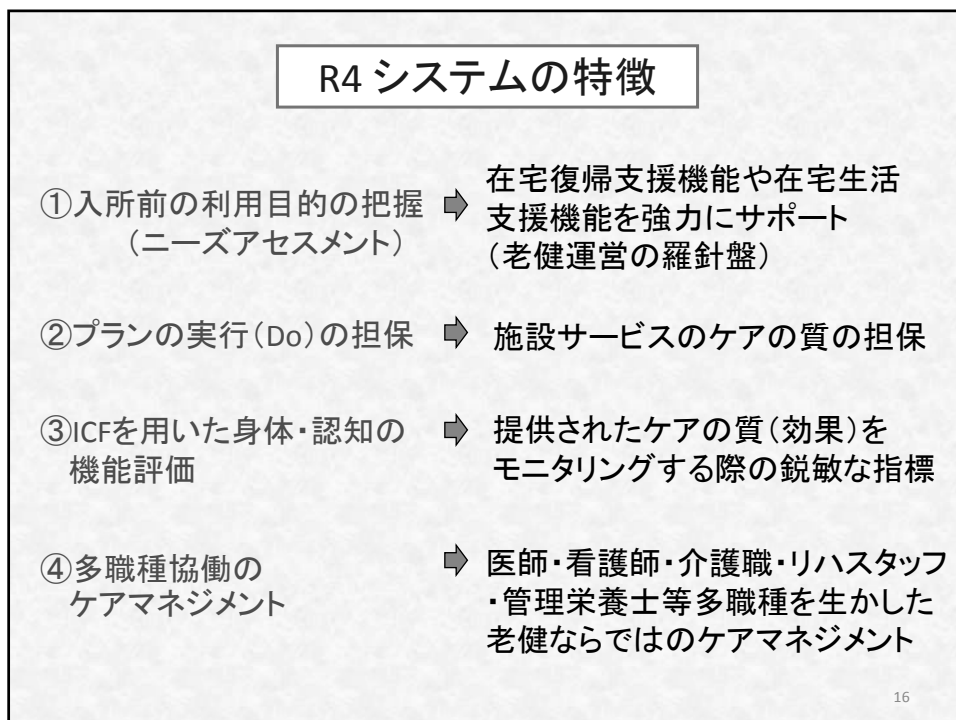 R4 システムの特徴
①入所前の利用目的の把握
（ニーズアセスメント）
在宅復帰支援機能や在宅生活
支援機能を強力にサポート
（老健運営の羅針盤）
②プランの実行（Do）の担保
施設サービスのケアの質の担保
③ICFを用いた身体・認知の
機能評価
提供されたケアの質（効果）を
モニタリングする際の鋭敏な指標
④多職種協働の
ケアマネジメント
医師・看護師・介護職・リハスタッフ
・管理栄養士等多職種を生かした
老健ならではのケアマネジメント
16